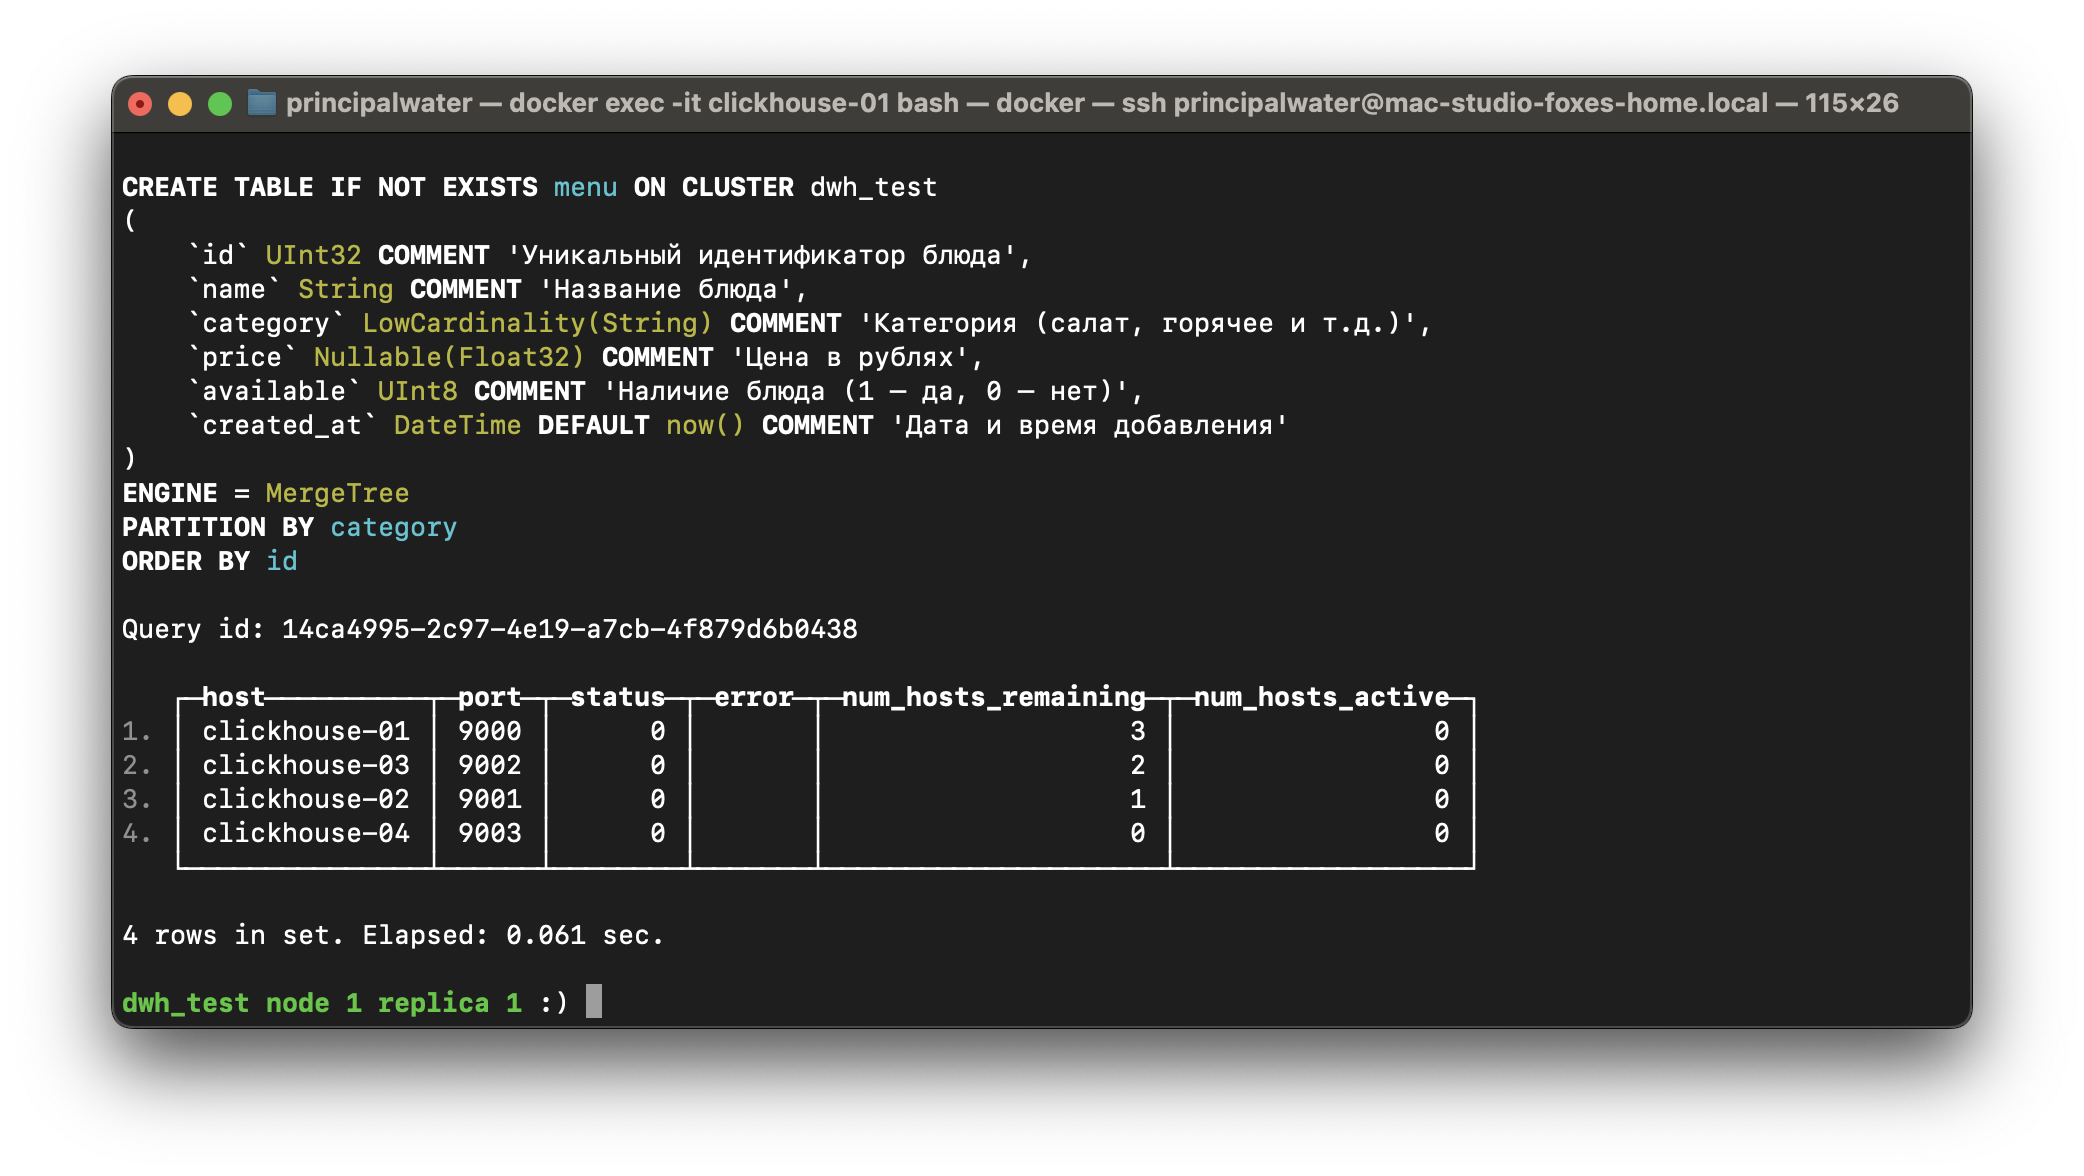 principalwater — docker exec -it clickhouse-01 bash — docker — ssh principalwater@mac-studio-foxes-home.local — 115×26
CREATE TABLE IF NOT EXISTS menu ON CLUSTER dwh_test
(
    `id` UInt32 COMMENT 'Уникальный идентификатор блюда',
    `name` String COMMENT 'Название блюда',
    `category` LowCardinality(String) COMMENT 'Категория (салат, горячее и т.д.)',
    `price` Nullable(Float32) COMMENT 'Цена в рублях',
    `available` UInt8 COMMENT 'Наличие блюда (1 — да, 0 — нет)',
    `created_at` DateTime DEFAULT now() COMMENT 'Дата и время добавления'
)
ENGINE = MergeTree
PARTITION BY category
ORDER BY id
Query id: 14ca4995-2c97-4e19-a7cb-4f879d6b0438
host port status error num_hosts_remaining num_hosts_active
1. clickhouse-01 9000 0 3 0
2. clickhouse-03 9002 0 2 0
3. clickhouse-02 9001 0 1 0
4. clickhouse-04 9003 0 0 0
4 rows in set. Elapsed: 0.061 sec.
dwh_test node 1 replica 1 :)